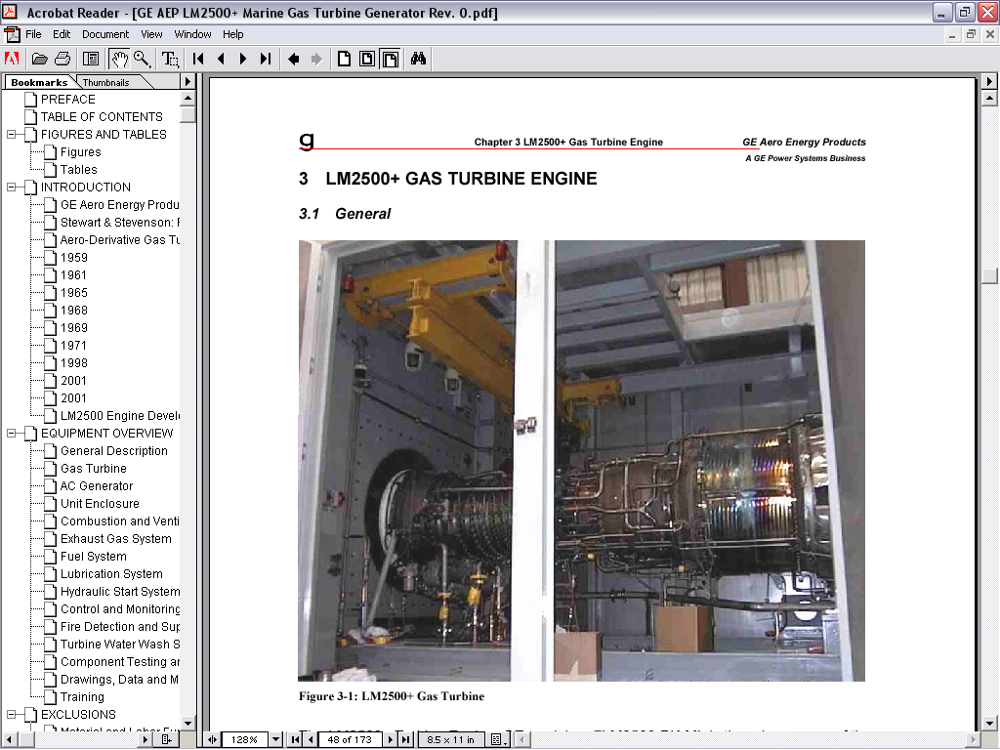 Acrobat Reader - [GE AEP LM2500+ Marine Gas Turbine Generator Rev. 0.pdf]
File Edit Document View Window Help
Bookmarks Thumbnails
PREFACE
TABLE OF CONTENTS
FIGURES AND TABLES
Figures
Tables
INTRODUCTION
GE Aero Energy Produ
Stewart & Stevenson: F
Aero-Derivative Gas Tu
1959
1961
1965
1968
1969
1971
1998
2001
2001
LM2500 Engine Develo
EQUIPMENT OVERVIEW
General Description
Gas Turbine
AC Generator
Unit Enclosure
Combustion and Venti
Exhaust Gas System
Fuel System
Lubrication System
Hydraulic Start System
Control and Monitoring
Fire Detection and Sup
Turbine Water Wash S
Component Testing an
Drawings, Data and M
Training
EXCLUSIONS
g
Chapter 3 LM2500+ Gas Turbine Engine
GE Aero Energy Products
A GE Power Systems Business
3 LM2500+ GAS TURBINE ENGINE
3.1 General
Figure 3-1: LM2500+ Gas Turbine
128%
48 of 173
8.5 x 11 in